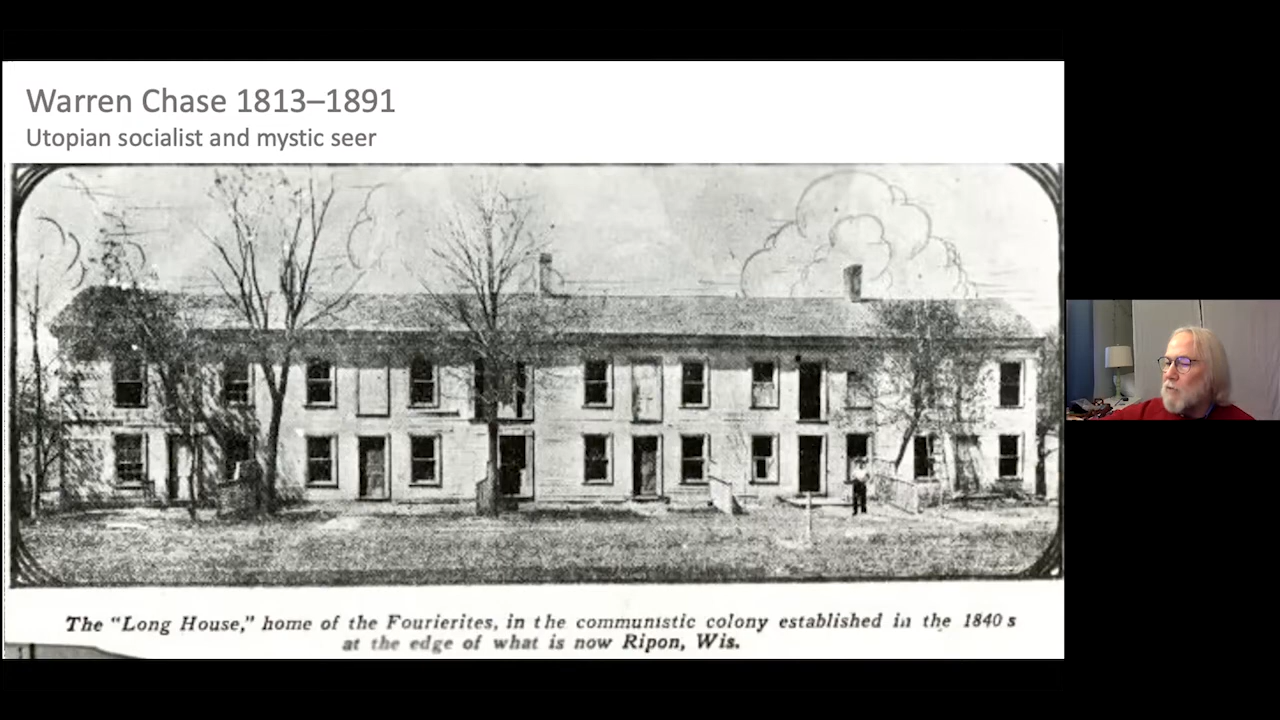 Warren Chase 1813–1891
Utopian socialist and mystic seer
The "Long House," home of the Fourierites, in the communistic colony established in the 1840s
at the edge of what is now Ripon, Wis.